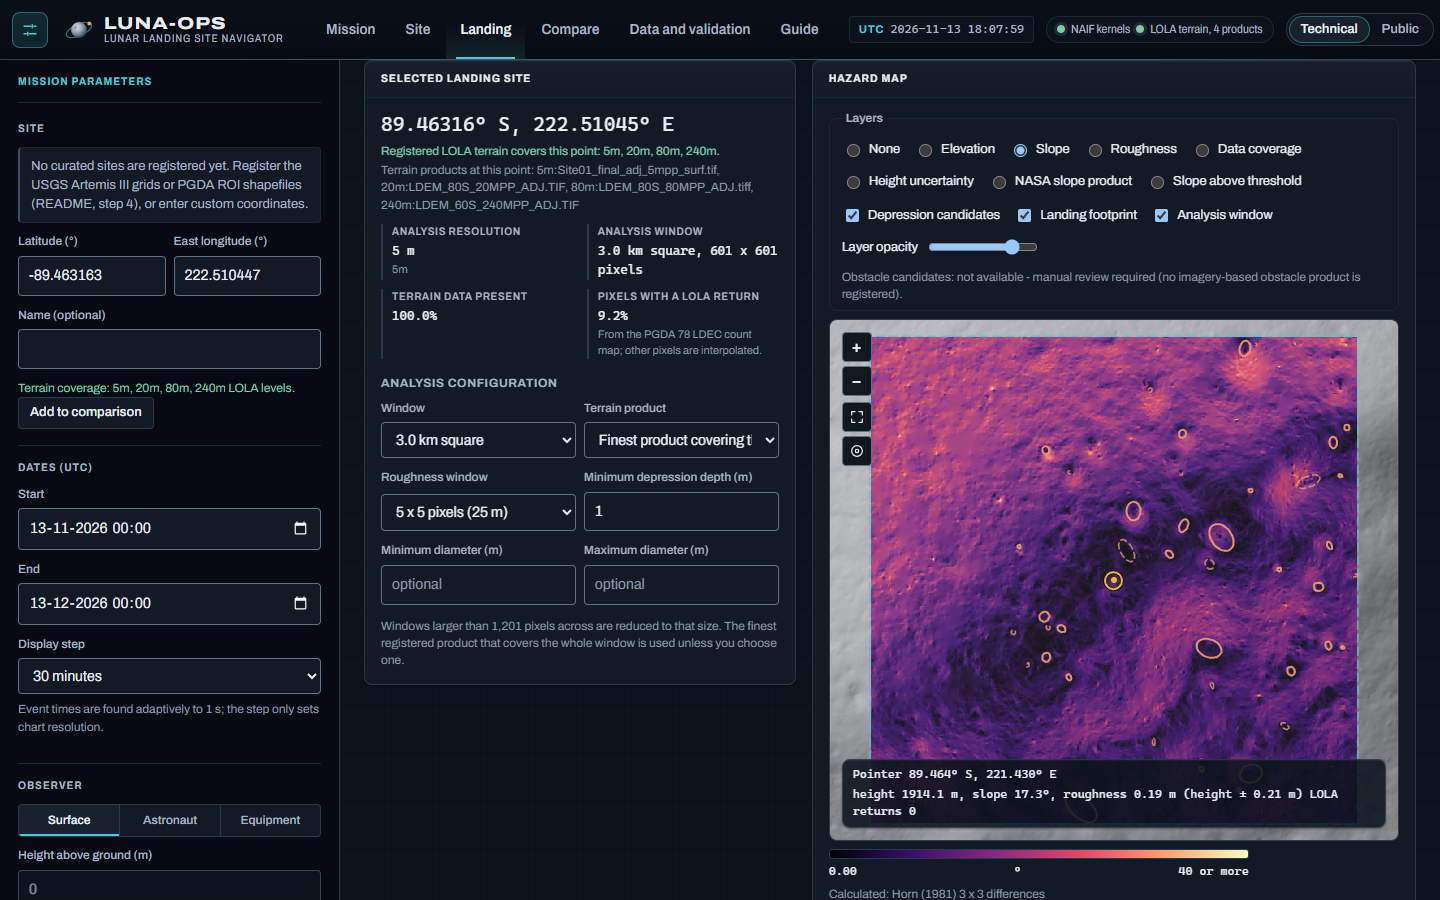 LUNA-OPS
LUNAR LANDING SITE NAVIGATOR
Mission
Site
Landing
Compare
Data and validation
Guide
UTC 2026-11-13 18:07:59
NAIF kernels
LOLA terrain, 4 products
Technical
Public
MISSION PARAMETERS
SITE
No curated sites are registered yet. Register the
USGS Artemis III grids or PGDA ROI shapefiles
(README, step 4), or enter custom coordinates.
Latitude (°)
East longitude (°)
-89.463163
222.510447
Name (optional)
Terrain coverage: 5m, 20m, 80m, 240m LOLA levels.
Add to comparison
DATES (UTC)
Start
13-11-2026 00:00
End
13-12-2026 00:00
Display step
30 minutes
Event times are found adaptively to 1 s; the step only sets
chart resolution.
OBSERVER
Surface
Astronaut
Equipment
Height above ground (m)
0
SELECTED LANDING SITE
89.46316° S, 222.51045° E
Registered LOLA terrain covers this point: 5m, 20m, 80m, 240m.
Terrain products at this point: 5m:Site01_final_adj_5mpp_surf.tif,
20m:LDEM_80S_20MPP_ADJ.TIF, 80m:LDEM_80S_80MPP_ADJ.tiff,
240m:LDEM_60S_240MPP_ADJ.TIF
ANALYSIS RESOLUTION
5 m
5m
ANALYSIS WINDOW
3.0 km square, 601 x 601
pixels
TERRAIN DATA PRESENT
100.0%
PIXELS WITH A LOLA RETURN
9.2%
From the PGDA 78 LDEC count
map; other pixels are interpolated.
ANALYSIS CONFIGURATION
Window
Terrain product
3.0 km square
Finest product covering tl
Roughness window
Minimum depression depth (m)
5 x 5 pixels (25 m)
1
Minimum diameter (m)
Maximum diameter (m)
optional
optional
Windows larger than 1,201 pixels across are reduced to that size. The finest
registered product that covers the whole window is used unless you choose
one.
HAZARD MAP
Layers
None
Elevation
Slope
Roughness
Data coverage
Height uncertainty
NASA slope product
Slope above threshold
Depression candidates
Landing footprint
Analysis window
Layer opacity
Obstacle candidates: not available - manual review required (no imagery-based obstacle product is
registered).
+
−
Pointer 89.464° S, 221.430° E
height 1914.1 m, slope 17.3°, roughness 0.19 m (height ± 0.21 m) LOLA
returns 0
0.00
°
40 or more
Calculated: Horn (1981) 3 x 3 differences